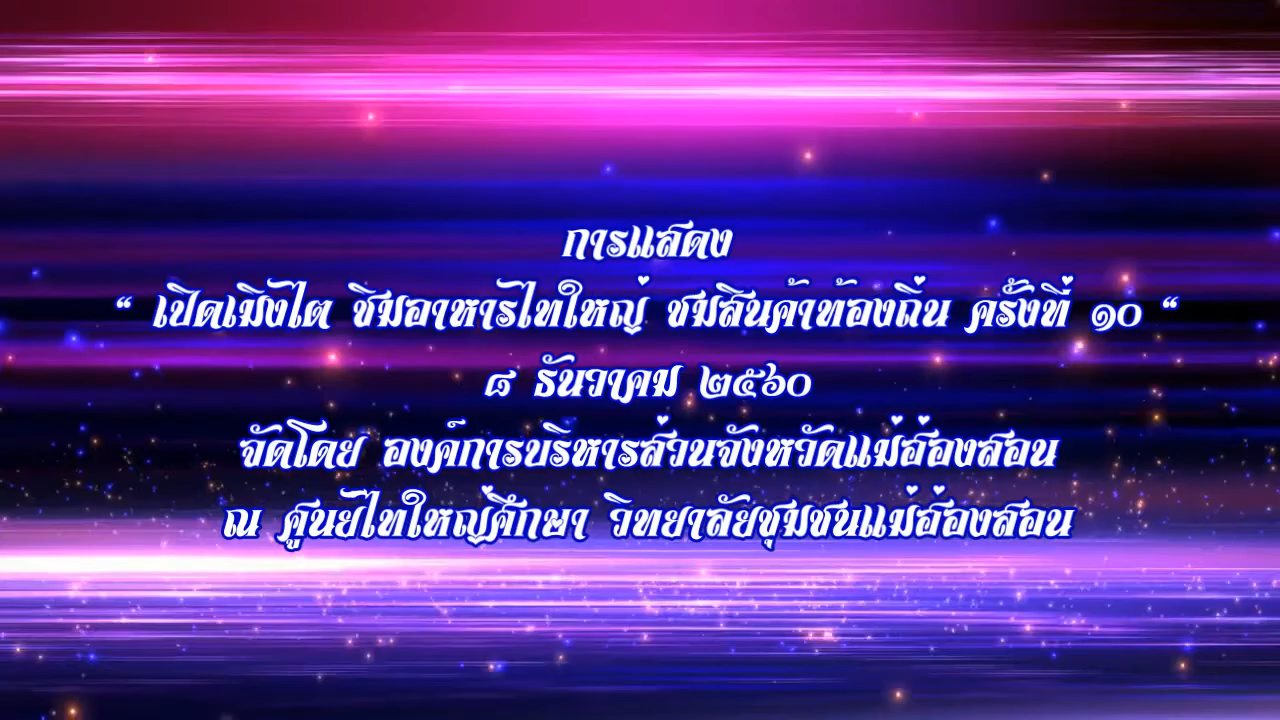 การแสดง
“ เปิดเมิงไต ชิมอาหารไทใหญ่ ชมสินค้าท้องถิ่น ครั้งที่ ๑๐ “
๘ ธันวาคม ๒๕๖๐
จัดโดย องค์การบริหารส่วนจังหวัดแม่ฮ่องสอน
ณ ศูนย์ไทใหญ่ศึกษา วิทยาลัยชุมชนแม่ฮ่องสอน